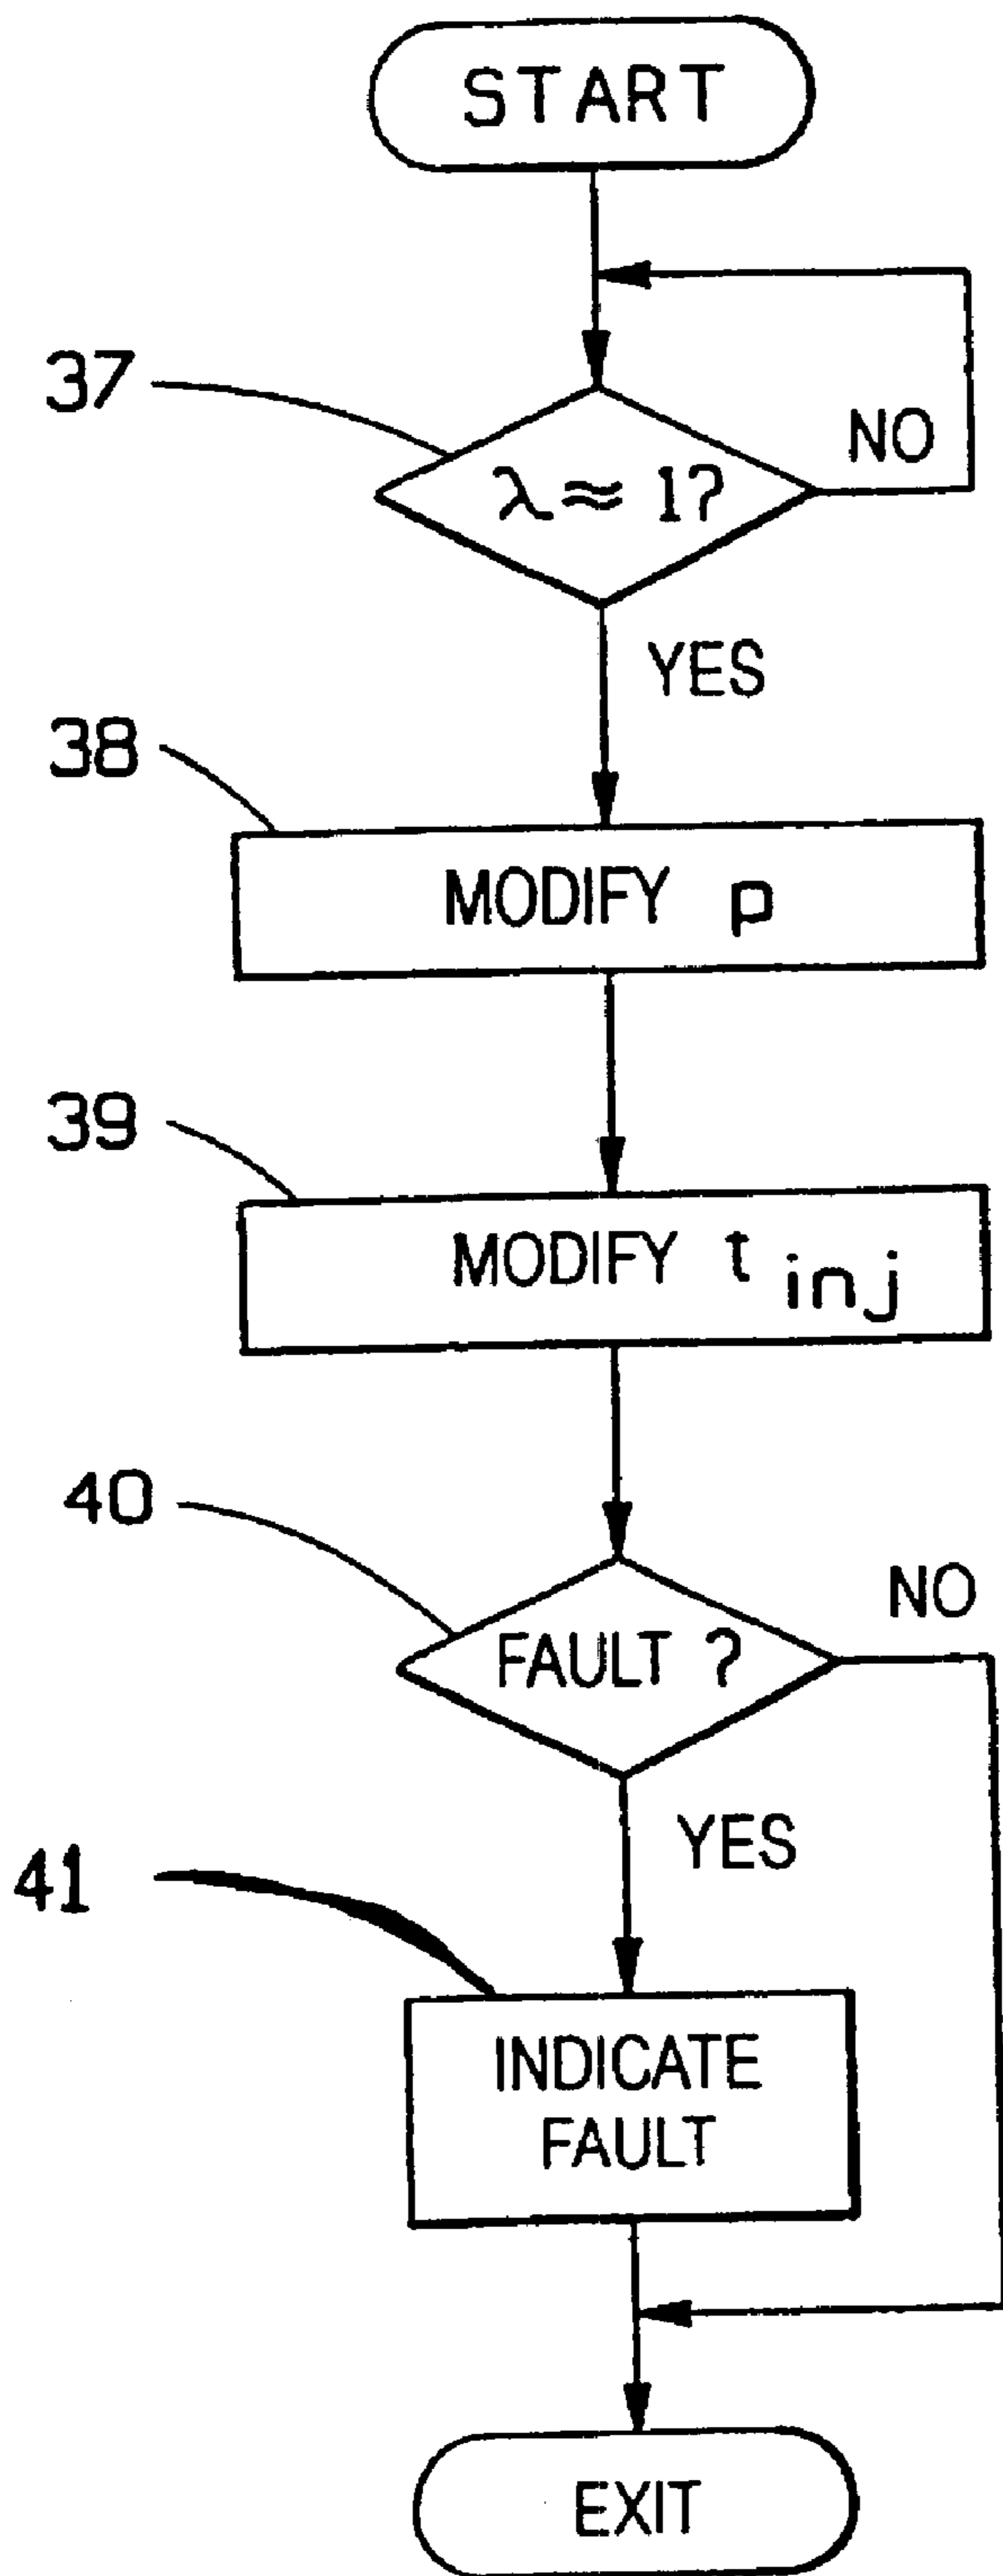 START
37
λ≈ 1?
NO
YES
38
MODIFY p
39
MODIFY t inj
40
FAULT ?
NO
YES
41
INDICATE
FAULT
EXIT